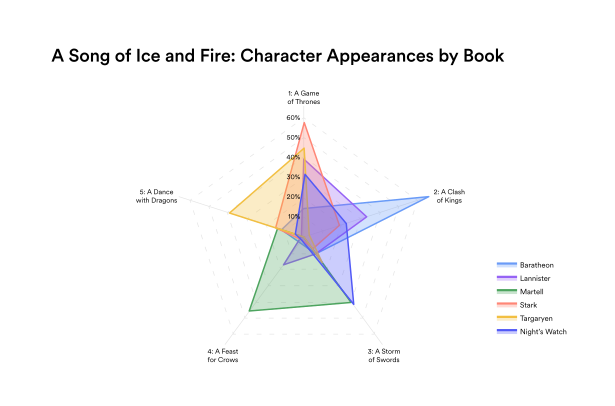 A Song of Ice and Fire: Character Appearances by Book
1: A Game
of Thrones
60%
50%
40%
30%
20%
10%
5: A Dance
with Dragons
2: A Clash
of Kings
4: A Feast
for Crows
3: A Storm
of Swords
Baratheon
Lannister
Martell
Stark
Targaryen
Night's Watch